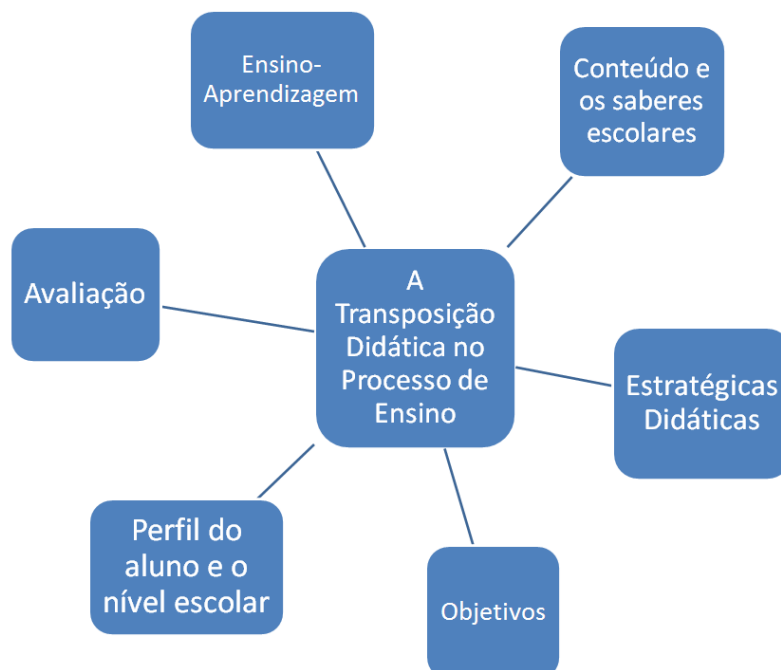 Ensino-
Aprendizagem
Conteúdo e
os saberes
escolares
Avaliação
A
Transposição
Didática no
Processo de
Ensino
Estratégicas
Didáticas
Perfil do
aluno e o
nível escolar
Objetivos